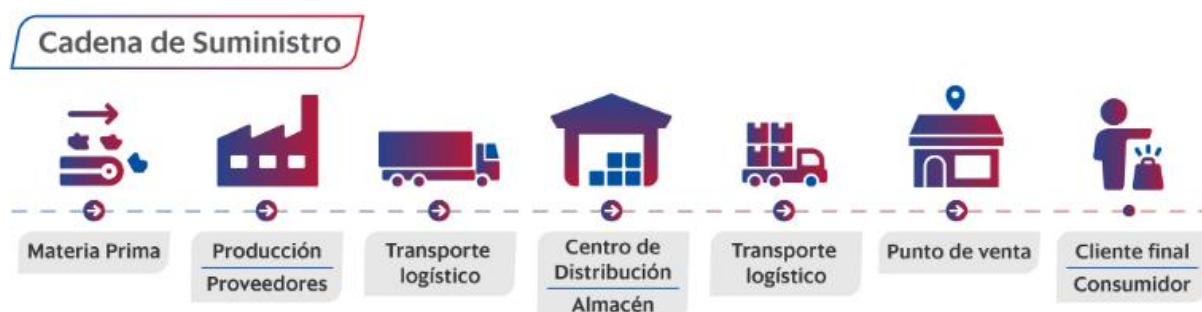 Cadena de Suministro
Materia Prima
Producción
Proveedores
Transporte
logístico
Centro de
Distribución
Almacén
Transporte
logístico
Punto de venta
Cliente final
Consumidor